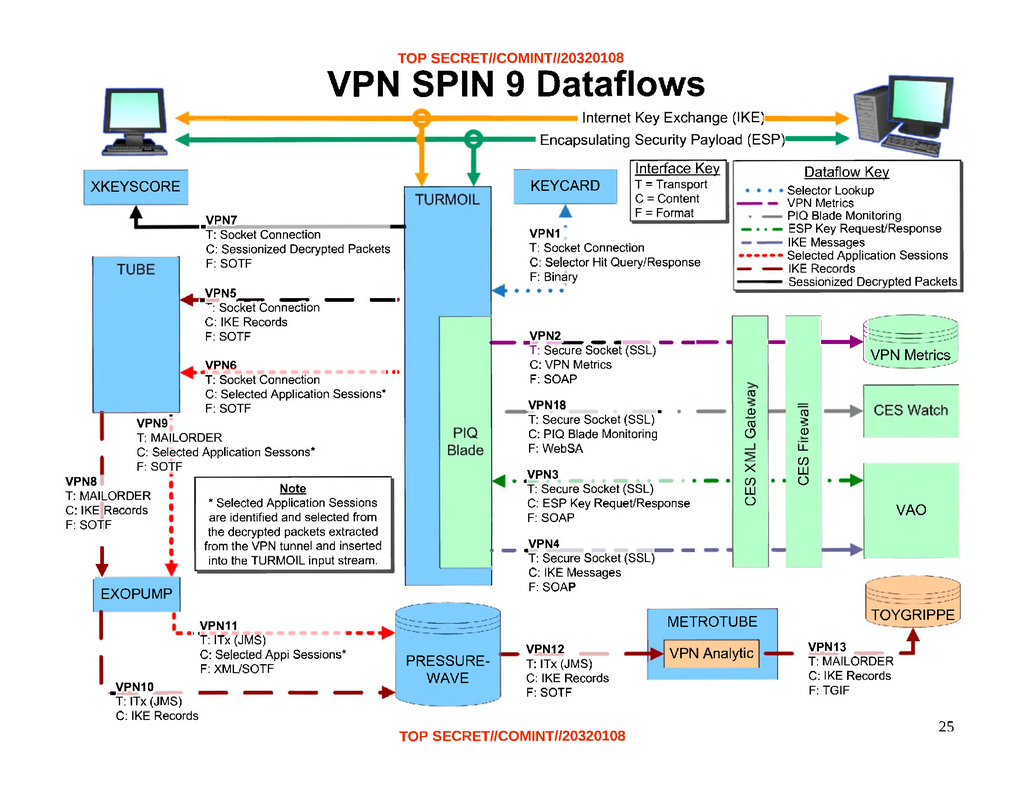 TOP SECRET//COMINT//20320108
VPN SPIN 9 Dataflows
Internet Key Exchange (IKE)
Encapsulating Security Payload (ESP)
XKEYSCORE
TURMOIL
KEYCARD
Interface Key
T = Transport
C = Content
F = Format
Dataflow Key
Selector Lookup
VPN Metrics
PIQ Blade Monitoring
ESP Key Request/Response
IKE Messages
Selected Application Sessions
IKE Records
Sessionized Decrypted Packets
VPN7
T: Socket Connection
C: Sessionized Decrypted Packets
F: SOTF
VPN1
T: Socket Connection
C: Selector Hit Query/Response
F: Binary
TUBE
VPN5
T: Socket Connection
C: IKE Records
F: SOTF
VPN6
T: Socket Connection
C: Selected Application Sessions*
F: SOTF
VPN9
T: MAILORDER
C: Selected Application Sessons*
F: SOTF
VPN8
T: MAILORDER
C: IKE Records
F: SOTF
Note
* Selected Application Sessions
are identified and selected from
the decrypted packets extracted
from the VPN tunnel and inserted
into the TURMOIL input stream.
PIQ
Blade
VPN2
T: Secure Socket (SSL)
C: VPN Metrics
F: SOAP
VPN18
T: Secure Socket (SSL)
C: PIQ Blade Monitoring
F: WebSA
VPN3
T: Secure Socket (SSL)
C: ESP Key Requet/Response
F: SOAP
VPN4
T: Secure Socket (SSL)
C: IKE Messages
F: SOAP
CES XML Gateway
CES Firewall
VPN Metrics
CES Watch
VAO
EXOPUMP
VPN11
T: ITx (JMS)
C: Selected Appi Sessions*
F: XML/SOTF
VPN10
T: ITx (JMS)
C: IKE Records
PRESSURE-
WAVE
VPN12
T: ITx (JMS)
C: IKE Records
F: SOTF
METROTUBE
VPN Analytic
VPN13
T: MAILORDER
C: IKE Records
F: TGIF
TOYGRIPPE
25
TOP SECRET//COMINT//20320108